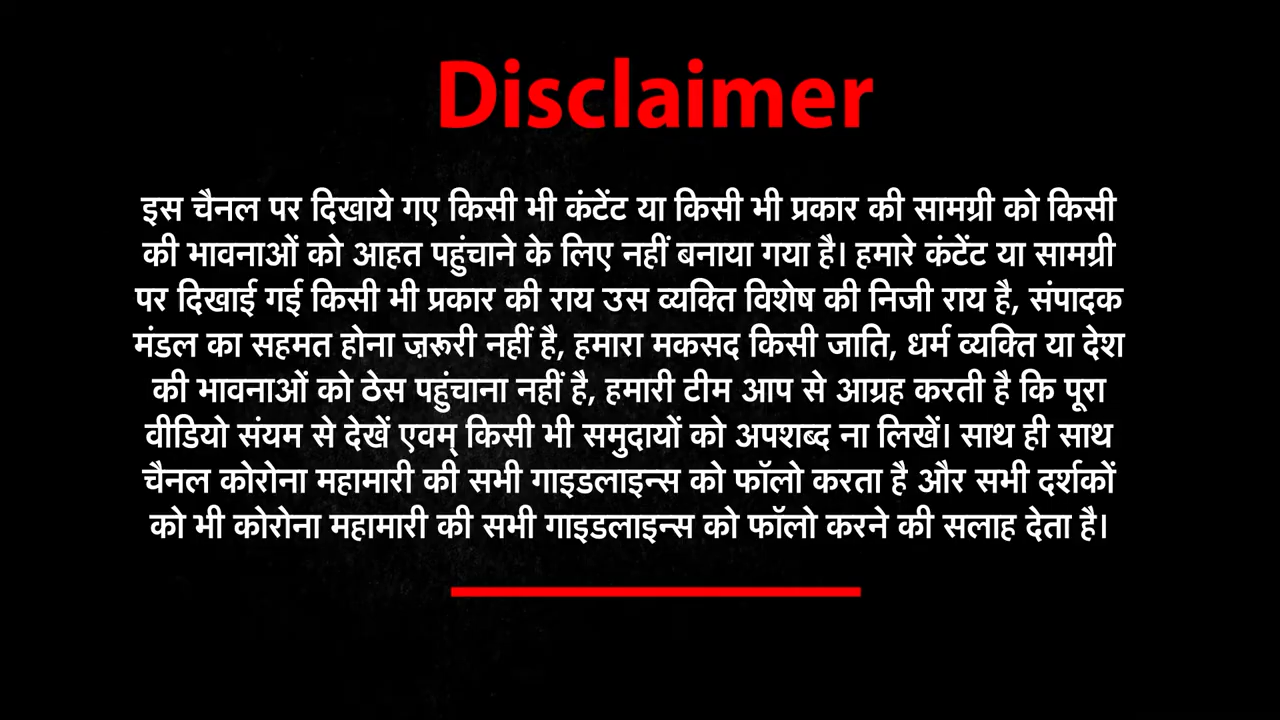 Disclaimer
इस चैनल पर दिखाये गए किसी भी कंटेंट या किसी भी प्रकार की सामग्री को किसी
की भावनाओं को आहत पहुंचाने के लिए नहीं बनाया गया है। हमारे कंटेंट या सामग्री
पर दिखाई गई किसी भी प्रकार की राय उस व्यक्ति विशेष की निजी राय है, संपादक
मंडल का सहमत होना ज़रूरी नहीं है, हमारा मकसद किसी जाति, धर्म व्यक्ति या देश
की भावनाओं को ठेस पहुंचाना नहीं है, हमारी टीम आप से आग्रह करती है कि पूरा
वीडियो संयम से देखें एवम् किसी भी समुदायों को अपशब्द ना लिखें। साथ ही साथ
चैनल कोरोना महामारी की सभी गाइडलाइन्स को फॉलो करता है और सभी दर्शकों
को भी कोरोना महामारी की सभी गाइडलाइन्स को फॉलो करने की सलाह देता है।